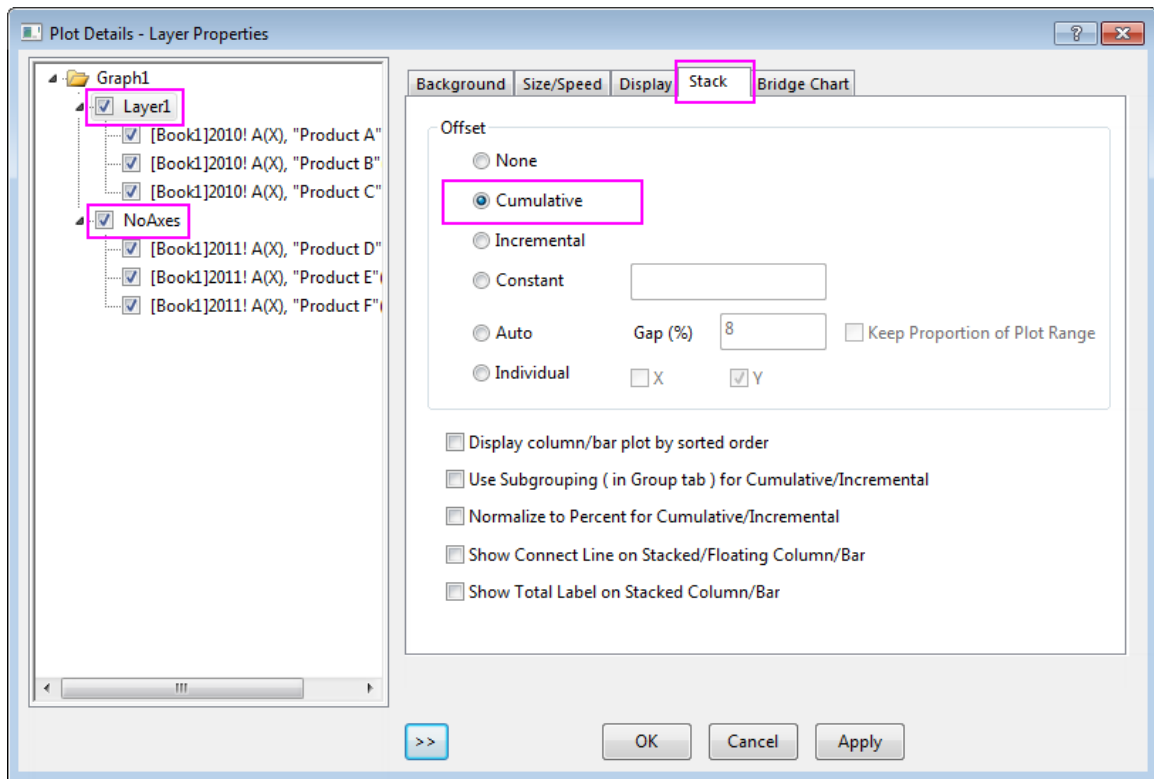 Plot Details - Layer Properties
Graph1
Layer1
[Book1]2010! A(X), "Product A"
[Book1]2010! A(X), "Product B"
[Book1]2010! A(X), "Product C"
NoAxes
[Book1]2011! A(X), "Product D"
[Book1]2011! A(X), "Product E"(
[Book1]2011! A(X), "Product F"(
Background Size/Speed Display Stack Bridge Chart
Offset
None
Cumulative
Incremental
Constant
Auto Gap (%) 8 Keep Proportion of Plot Range
Individual X Y
Display column/bar plot by sorted order
Use Subgrouping ( in Group tab ) for Cumulative/Incremental
Normalize to Percent for Cumulative/Incremental
Show Connect Line on Stacked/Floating Column/Bar
Show Total Label on Stacked Column/Bar
>> OK Cancel Apply